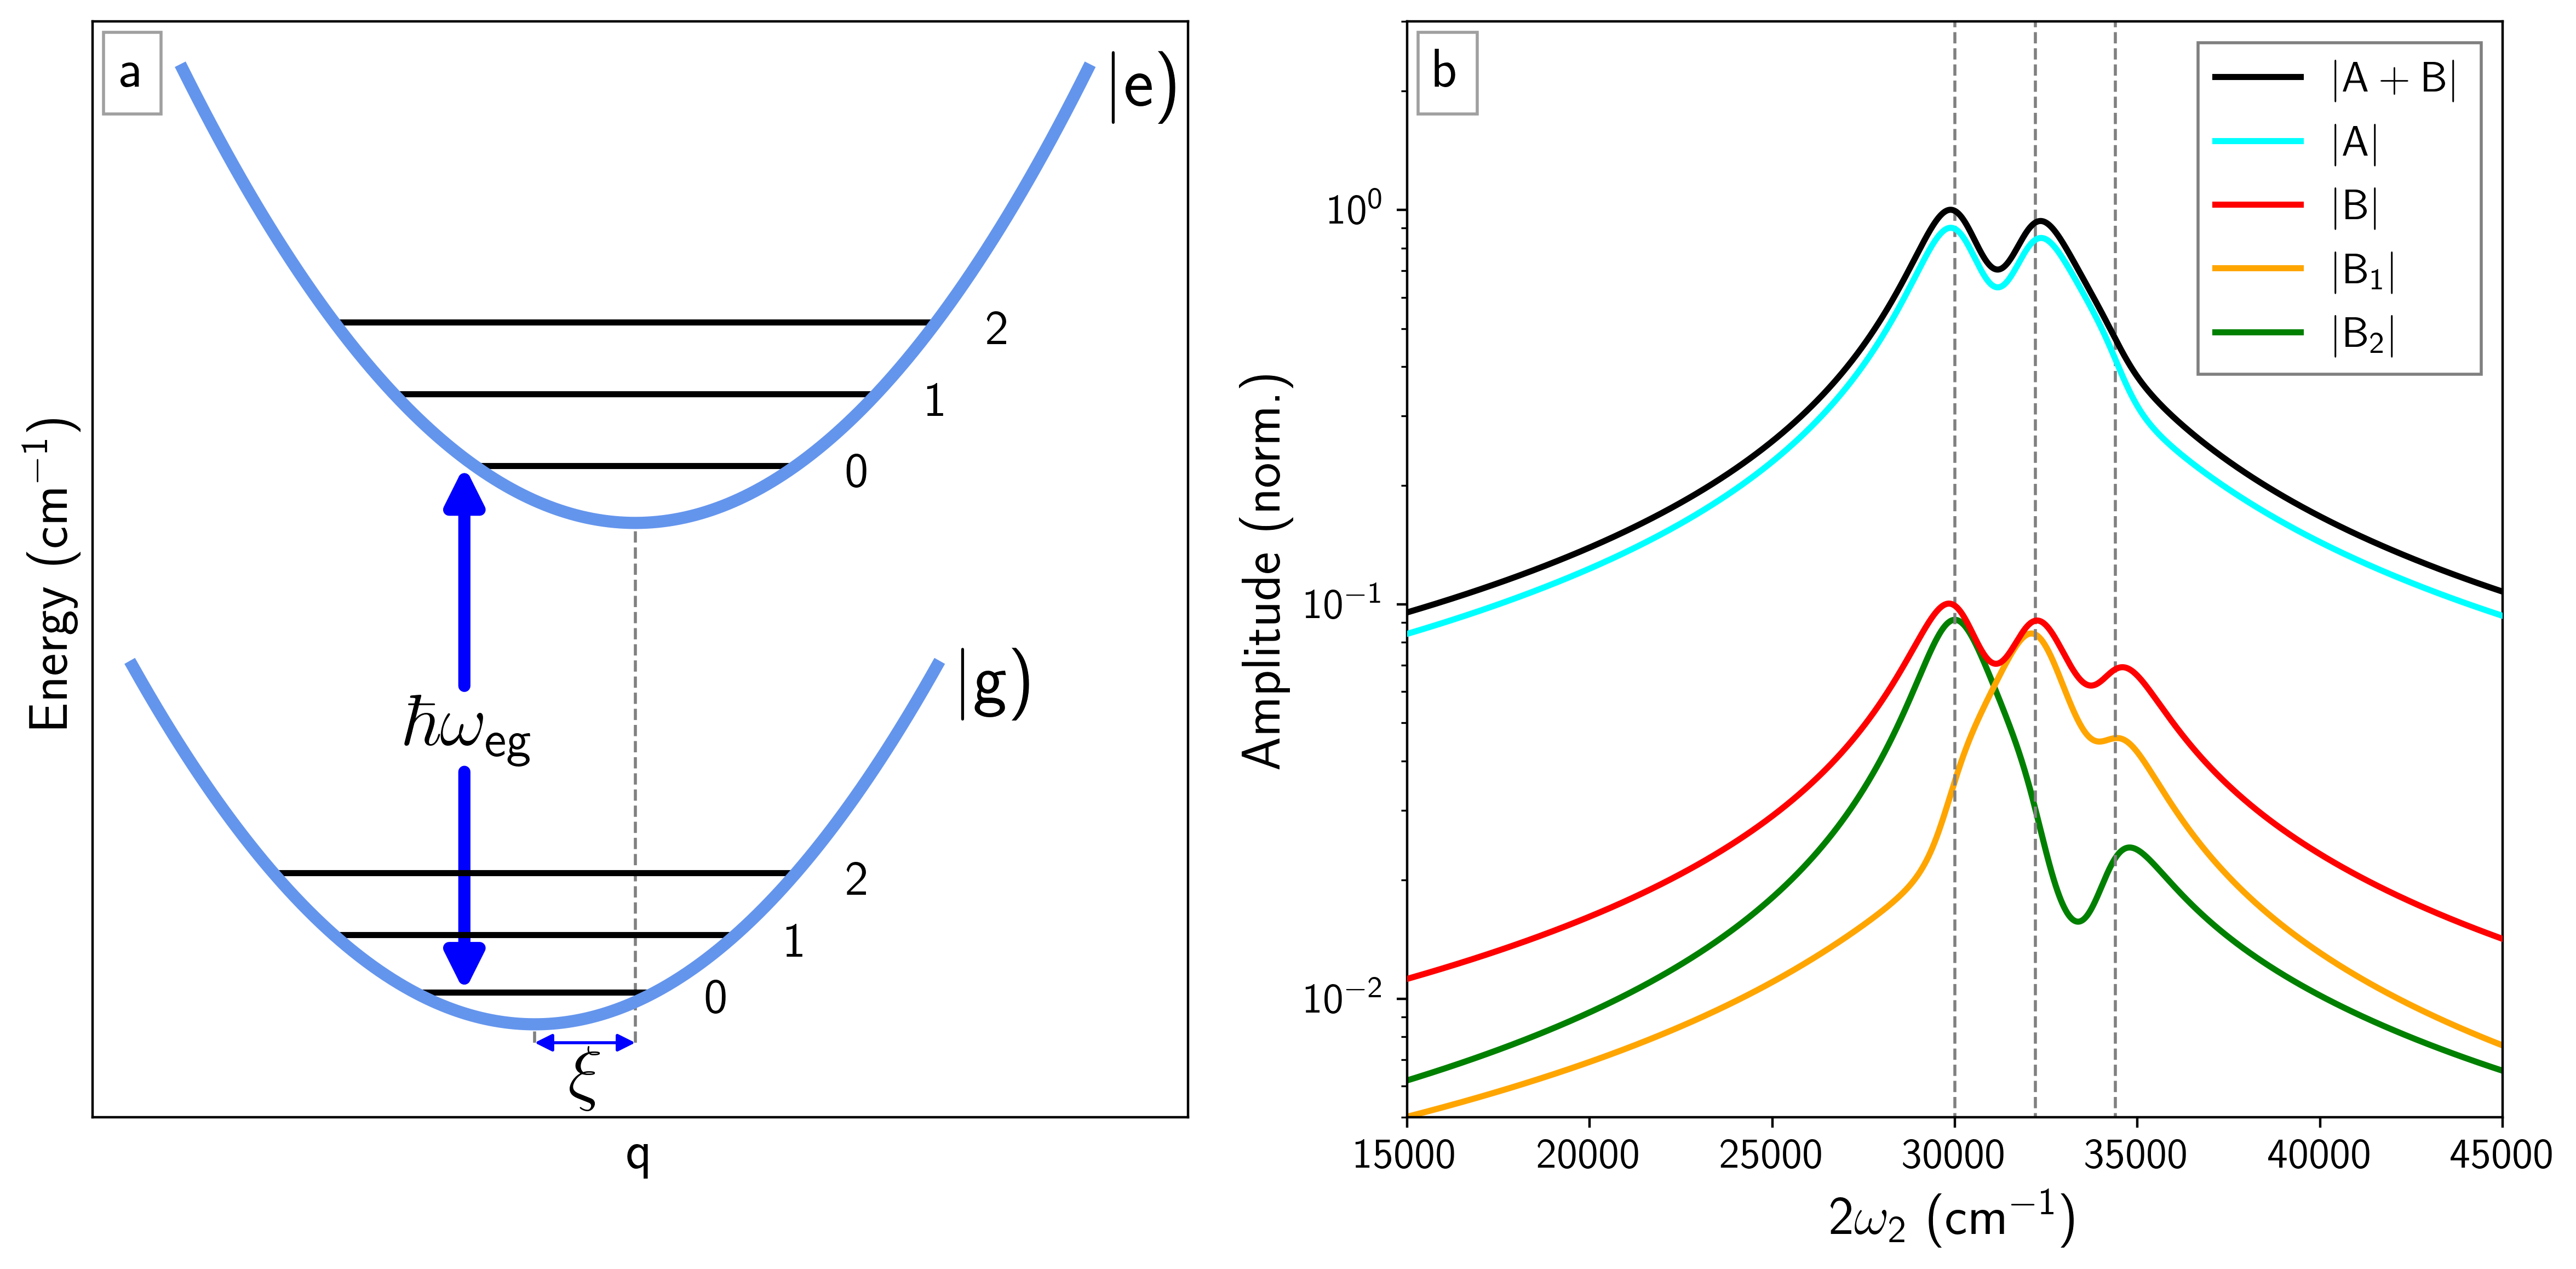 a
|e)
2
1
0
ħω_eg
|g)
2
1
0
ξ
Energy (cm⁻¹)
q
b
|A + B|
|A|
|B|
|B₁|
|B₂|
10⁰
10⁻¹
10⁻²
Amplitude (norm.)
15000 20000 25000 30000 35000 40000 45000
2ω₂ (cm⁻¹)